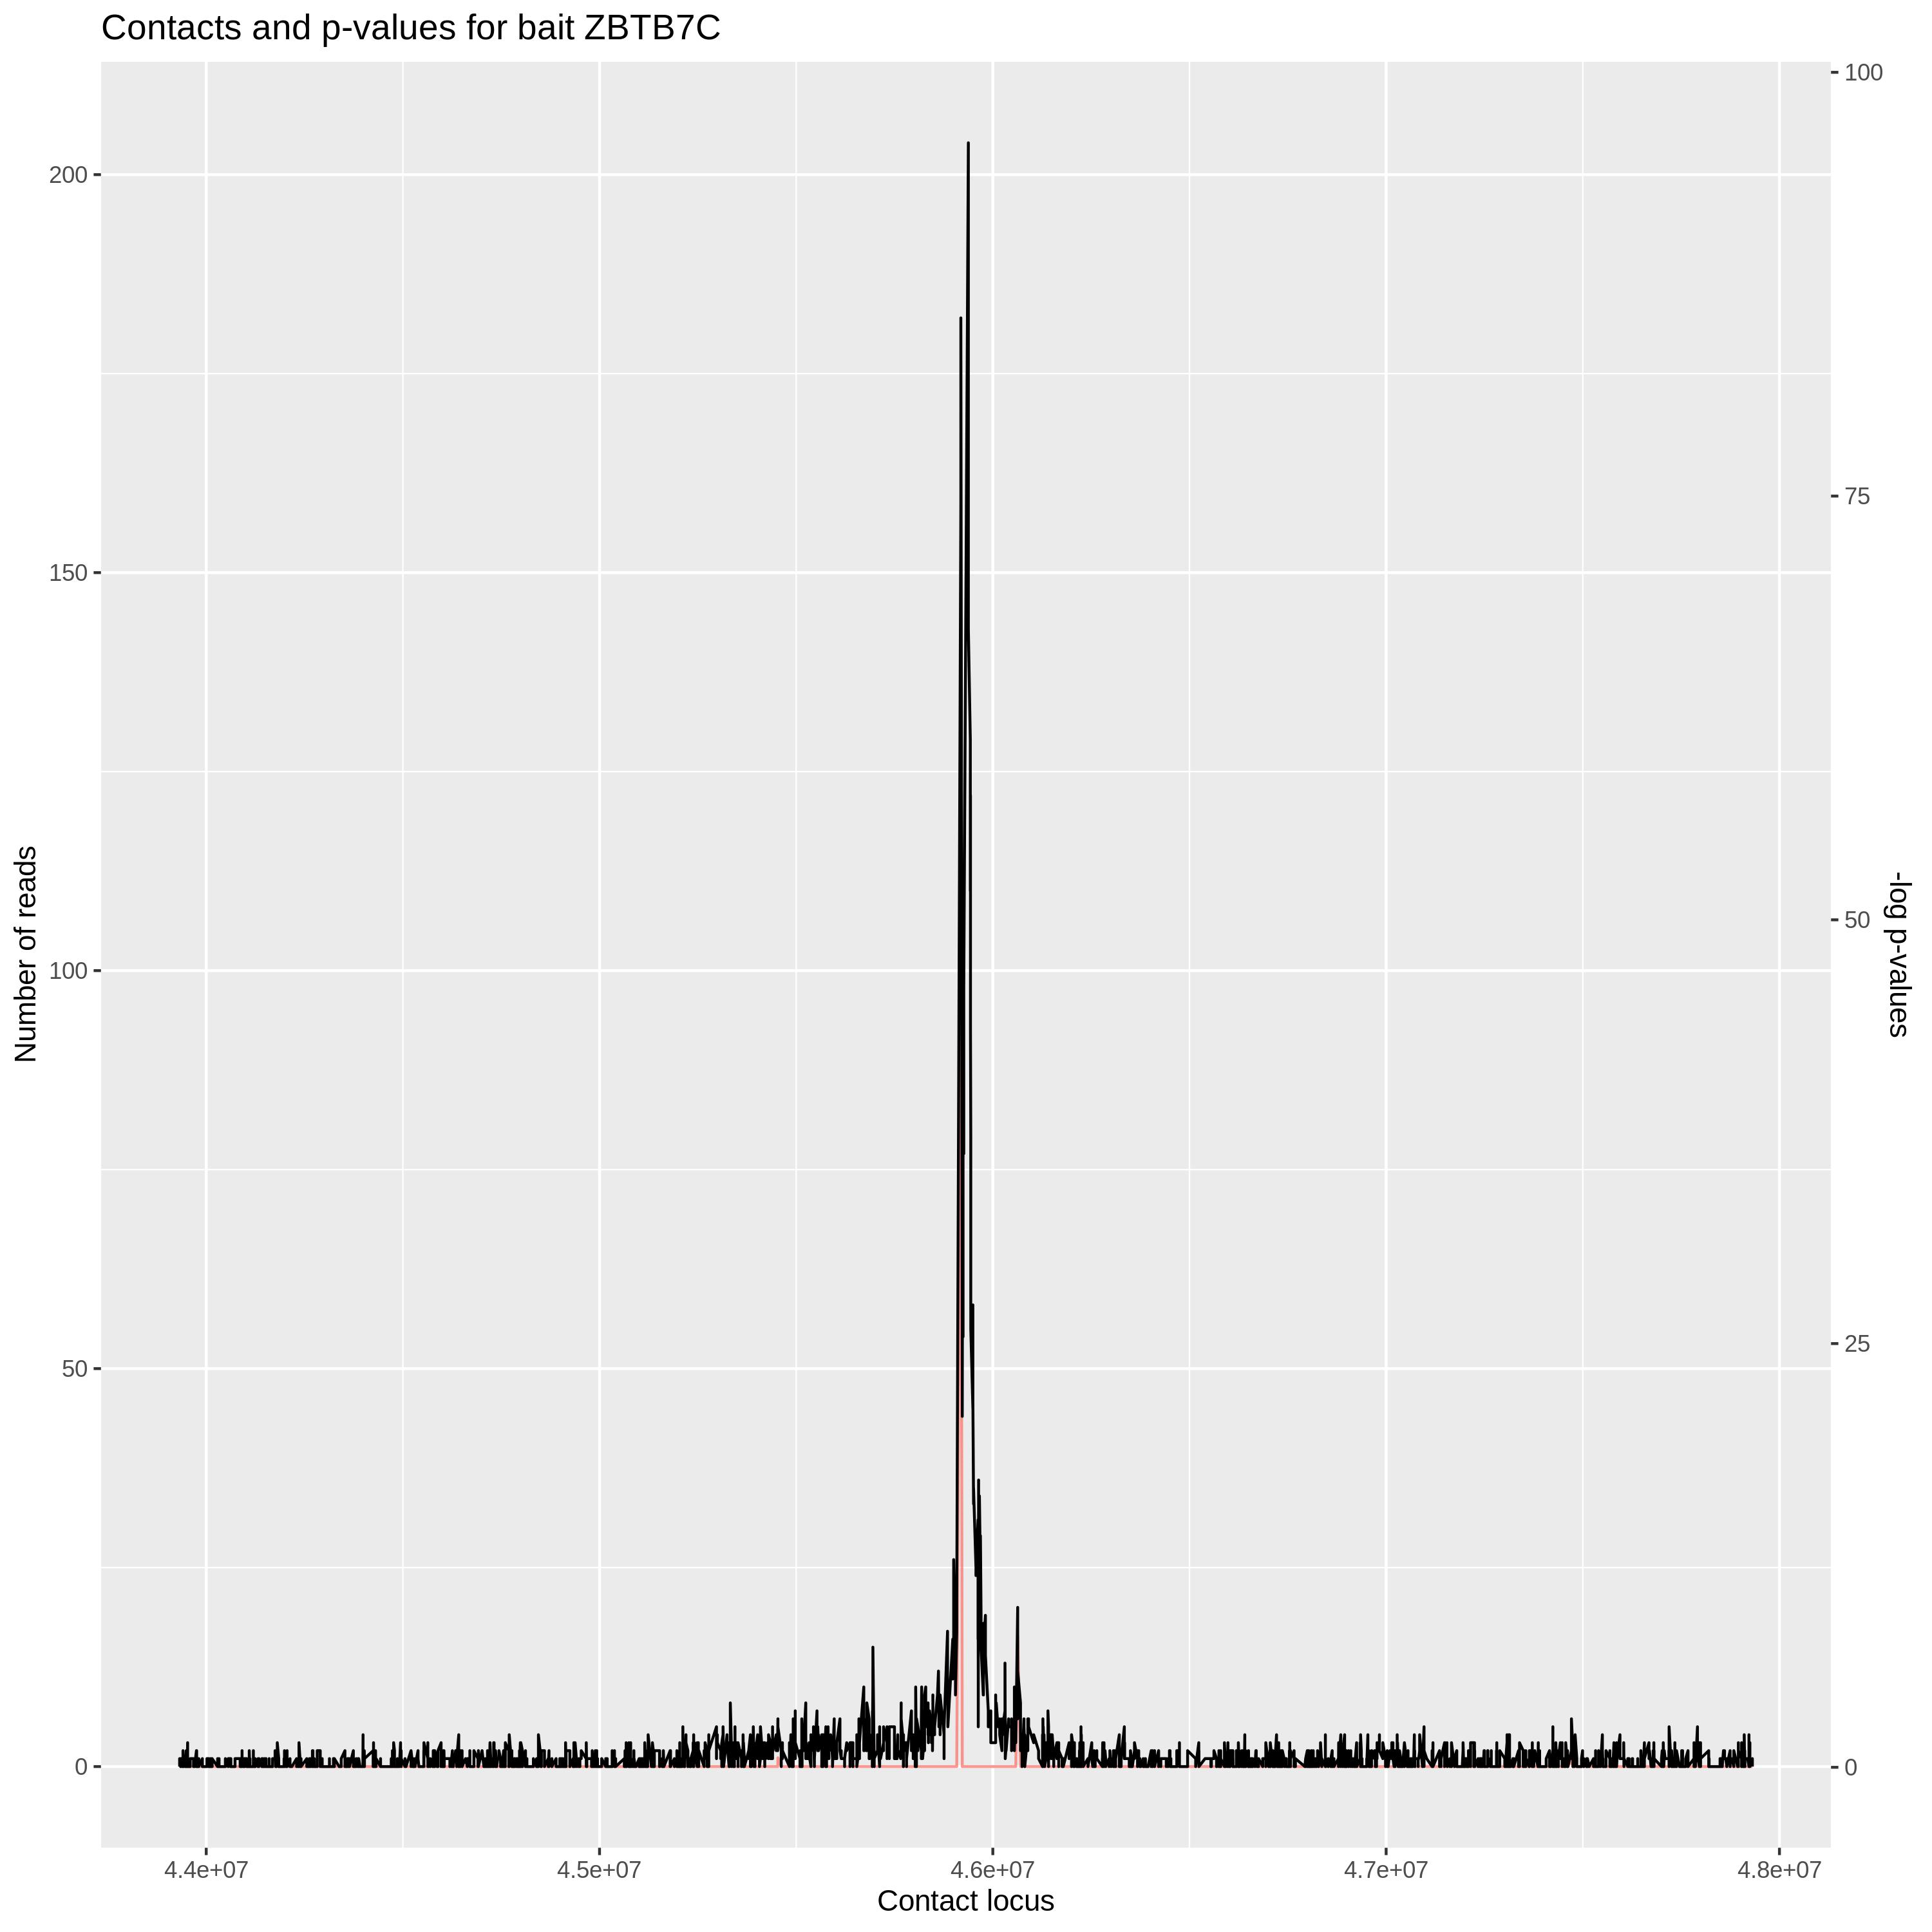 Contacts and p-values for bait ZBTB7C
Number of reads
200
150
100
50
0
100
75
50
25
0
-log p-values
4.4e+07
4.5e+07
4.6e+07
4.7e+07
4.8e+07
Contact locus